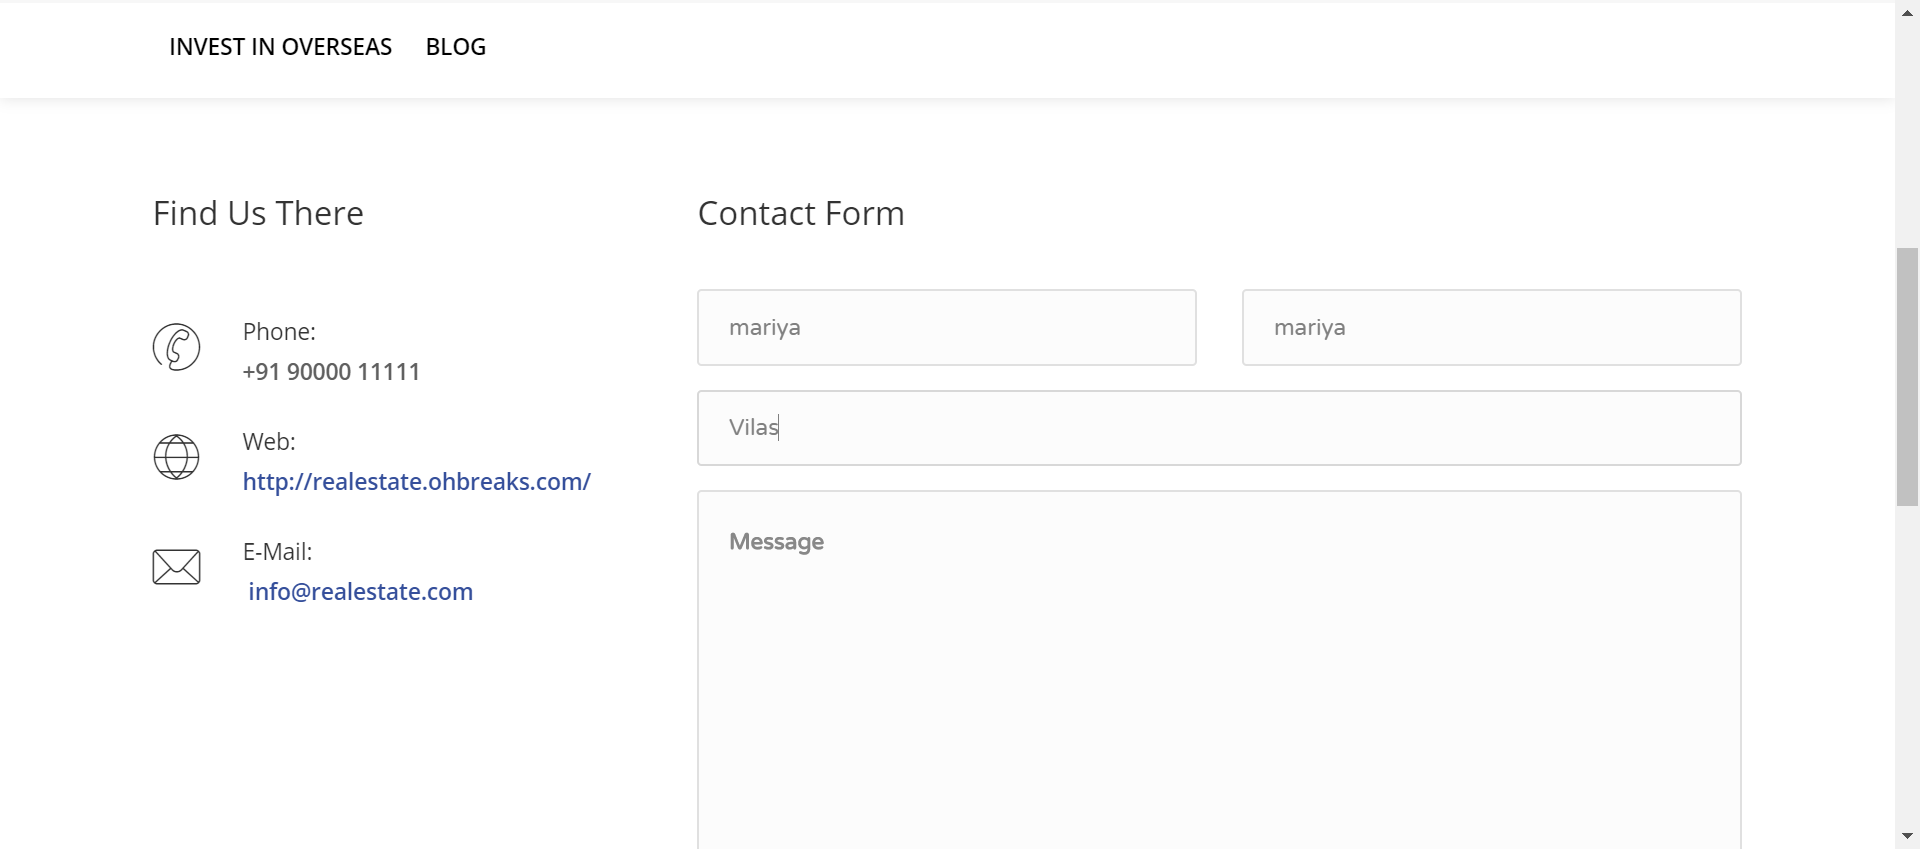 INVEST IN OVERSEAS BLOG
Find Us There
Phone:
+91 90000 11111
Web:
http://realestate.ohbreaks.com/
E-Mail:
info@realestate.com
Contact Form
mariya mariya
Vilas
Message